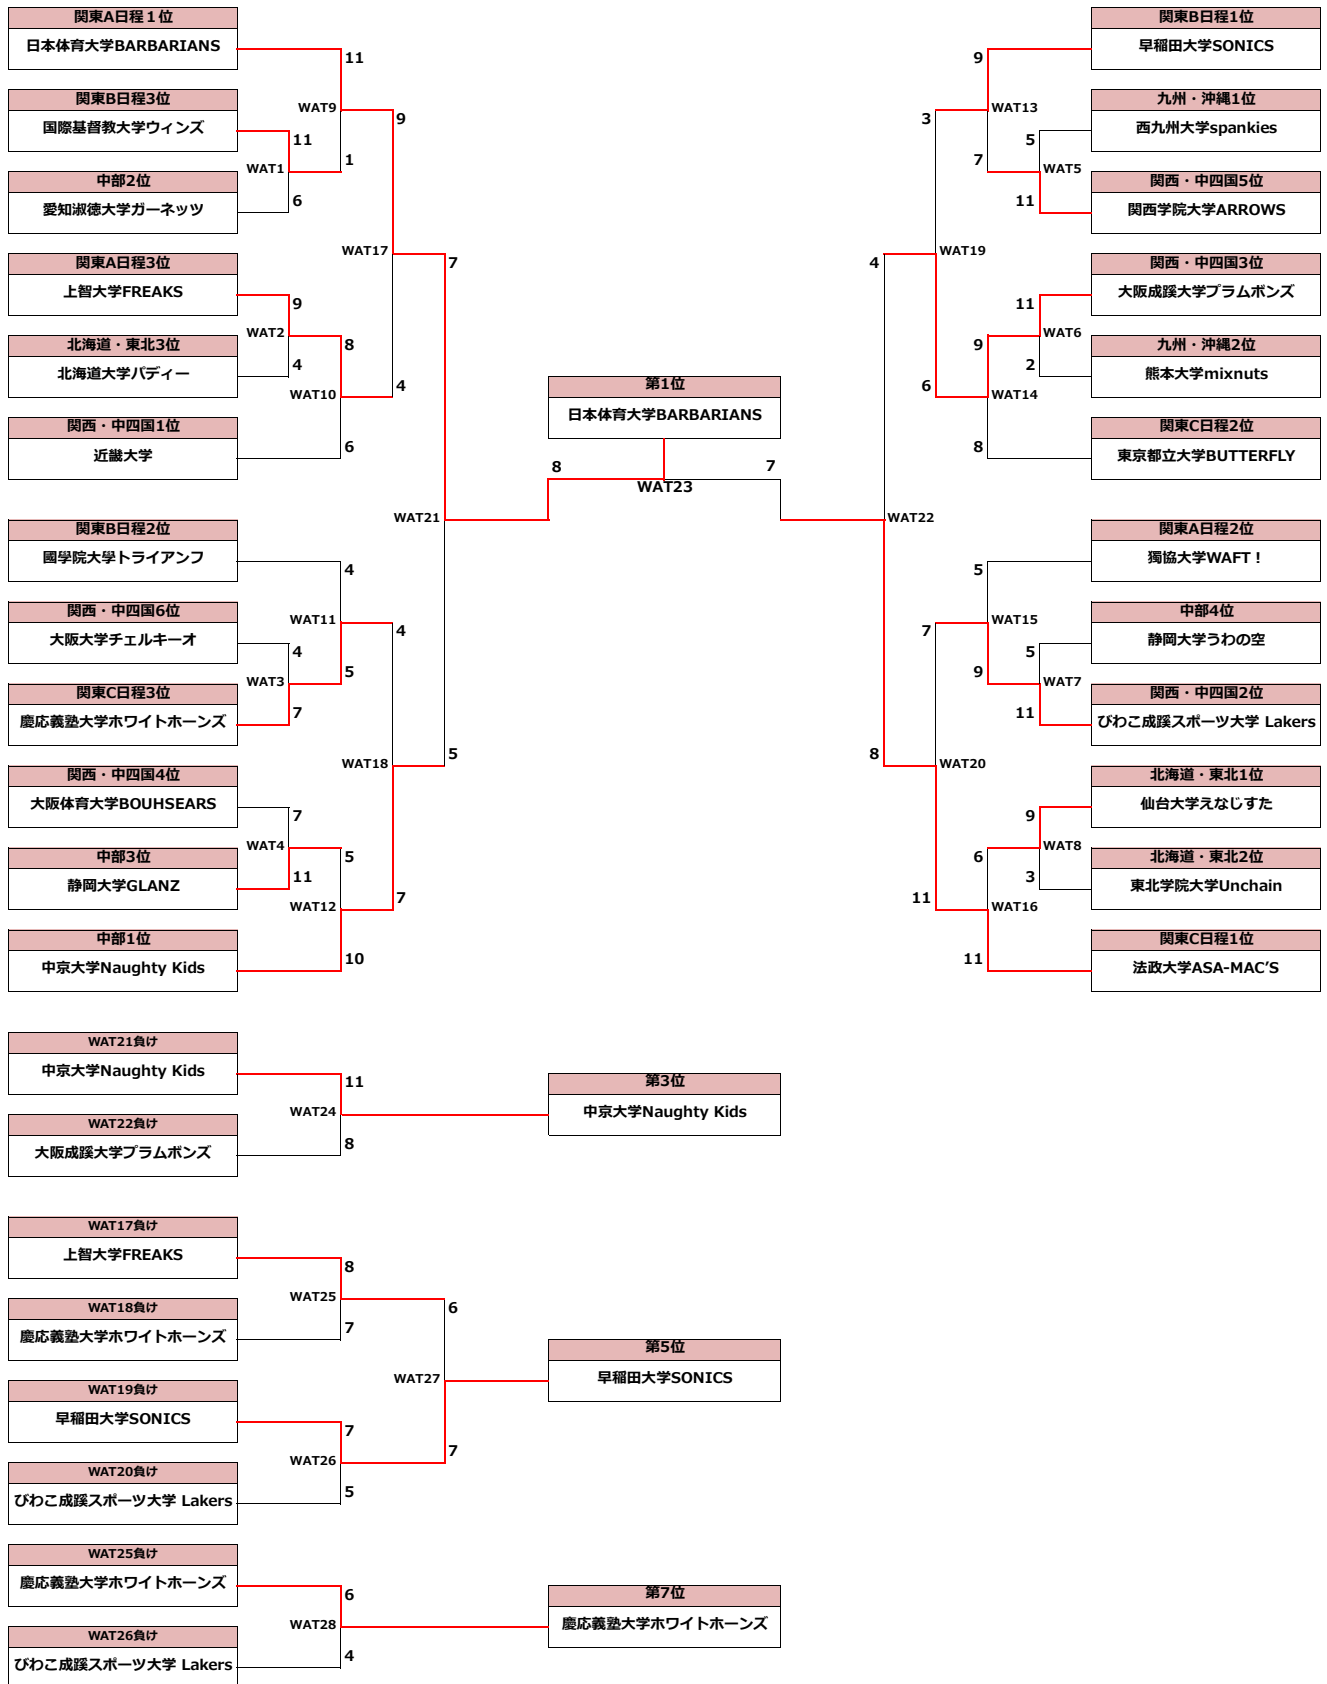 関東A日程１位
日本体育大学BARBARIANS
11
関東B日程3位
国際基督教大学ウィンズ
WAT9
9
11
WAT1
1
中部2位
愛知淑徳大学ガーネッツ
6
WAT17
7
関東A日程3位
上智大学FREAKS
9
WAT2
8
北海道・東北3位
北海道大学パディー
4
WAT10
4
関西・中四国1位
近畿大学
6
WAT21
関東B日程2位
國學院大學トライアンフ
4
関西・中四国6位
大阪大学チェルキーオ
WAT11
4
4
WAT3
5
関東C日程3位
慶応義塾大学ホワイトホーンズ
7
WAT18
5
関西・中四国4位
大阪体育大学BOUHSEARS
7
WAT4
5
中部3位
静岡大学GLANZ
11
WAT12
7
中部1位
中京大学Naughty Kids
10
第1位
日本体育大学BARBARIANS
8
7
WAT23
関東B日程1位
早稲田大学SONICS
9
九州・沖縄1位
西九州大学spankies
WAT13
3
5
WAT5
7
関西・中四国5位
関西学院大学ARROWS
11
WAT19
4
関西・中四国3位
大阪成蹊大学プラムボンズ
11
WAT6
9
九州・沖縄2位
熊本大学mixnuts
2
WAT14
6
関東C日程2位
東京都立大学BUTTERFLY
8
WAT22
関東A日程2位
獨協大学WAFT！
5
中部4位
静岡大学うわの空
WAT15
7
5
WAT7
9
関西・中四国2位
びわこ成蹊スポーツ大学 Lakers
11
WAT20
8
北海道・東北1位
仙台大学えなじすた
9
WAT8
6
北海道・東北2位
東北学院大学Unchain
3
WAT16
11
関東C日程1位
法政大学ASA-MAC’S
11
WAT21負け
中京大学Naughty Kids
11
WAT24
WAT22負け
大阪成蹊大学プラムボンズ
8
第3位
中京大学Naughty Kids
WAT17負け
上智大学FREAKS
8
WAT25
WAT18負け
慶応義塾大学ホワイトホーンズ
7
6
WAT27
第5位
早稲田大学SONICS
WAT19負け
早稲田大学SONICS
7
WAT26
7
WAT20負け
びわこ成蹊スポーツ大学 Lakers
5
WAT25負け
慶応義塾大学ホワイトホーンズ
6
WAT28
WAT26負け
びわこ成蹊スポーツ大学 Lakers
4
第7位
慶応義塾大学ホワイトホーンズ